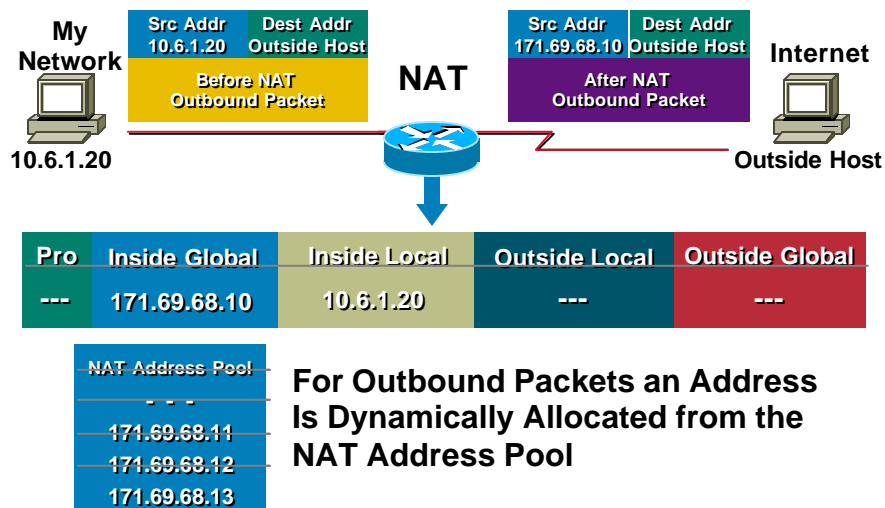 My
Network
Src Addr
10.6.1.20
Dest Addr
Outside Host
Before NAT
Outbound Packet
NAT
Src Addr
171.69.68.10
Dest Addr
Outside Host
After NAT
Outbound Packet
Internet
10.6.1.20
Outside Host
Pro Inside Global Inside Local Outside Local Outside Global
--- 171.69.68.10 10.6.1.20 --- ---
NAT Address Pool
- - -
171.69.68.11
171.69.68.12
171.69.68.13
For Outbound Packets an Address
Is Dynamically Allocated from the
NAT Address Pool